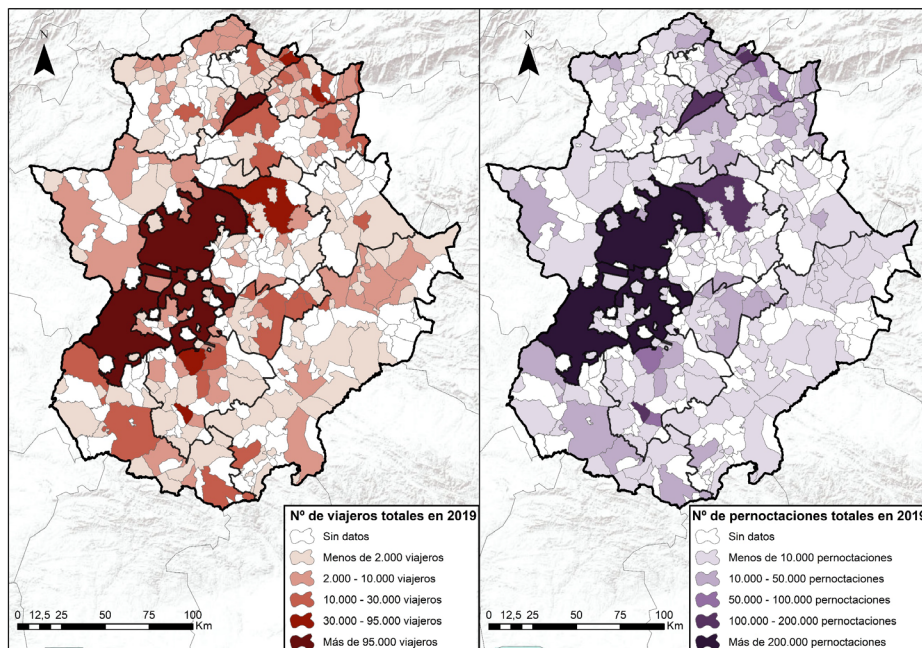 N
Nº de viajeros totales en 2019
Sin datos
Menos de 2.000 viajeros
2.000 - 10.000 viajeros
10.000 - 30.000 viajeros
30.000 - 95.000 viajeros
Más de 95.000 viajeros
0 12,5 25 50 75 100
Km
N
Nº de pernoctaciones totales en 2019
Sin datos
Menos de 10.000 pernoctaciones
10.000 - 50.000 pernoctaciones
50.000 - 100.000 pernoctaciones
100.000 - 200.000 pernoctaciones
Más de 200.000 pernoctaciones
0 12,5 25 50 75 100
Km